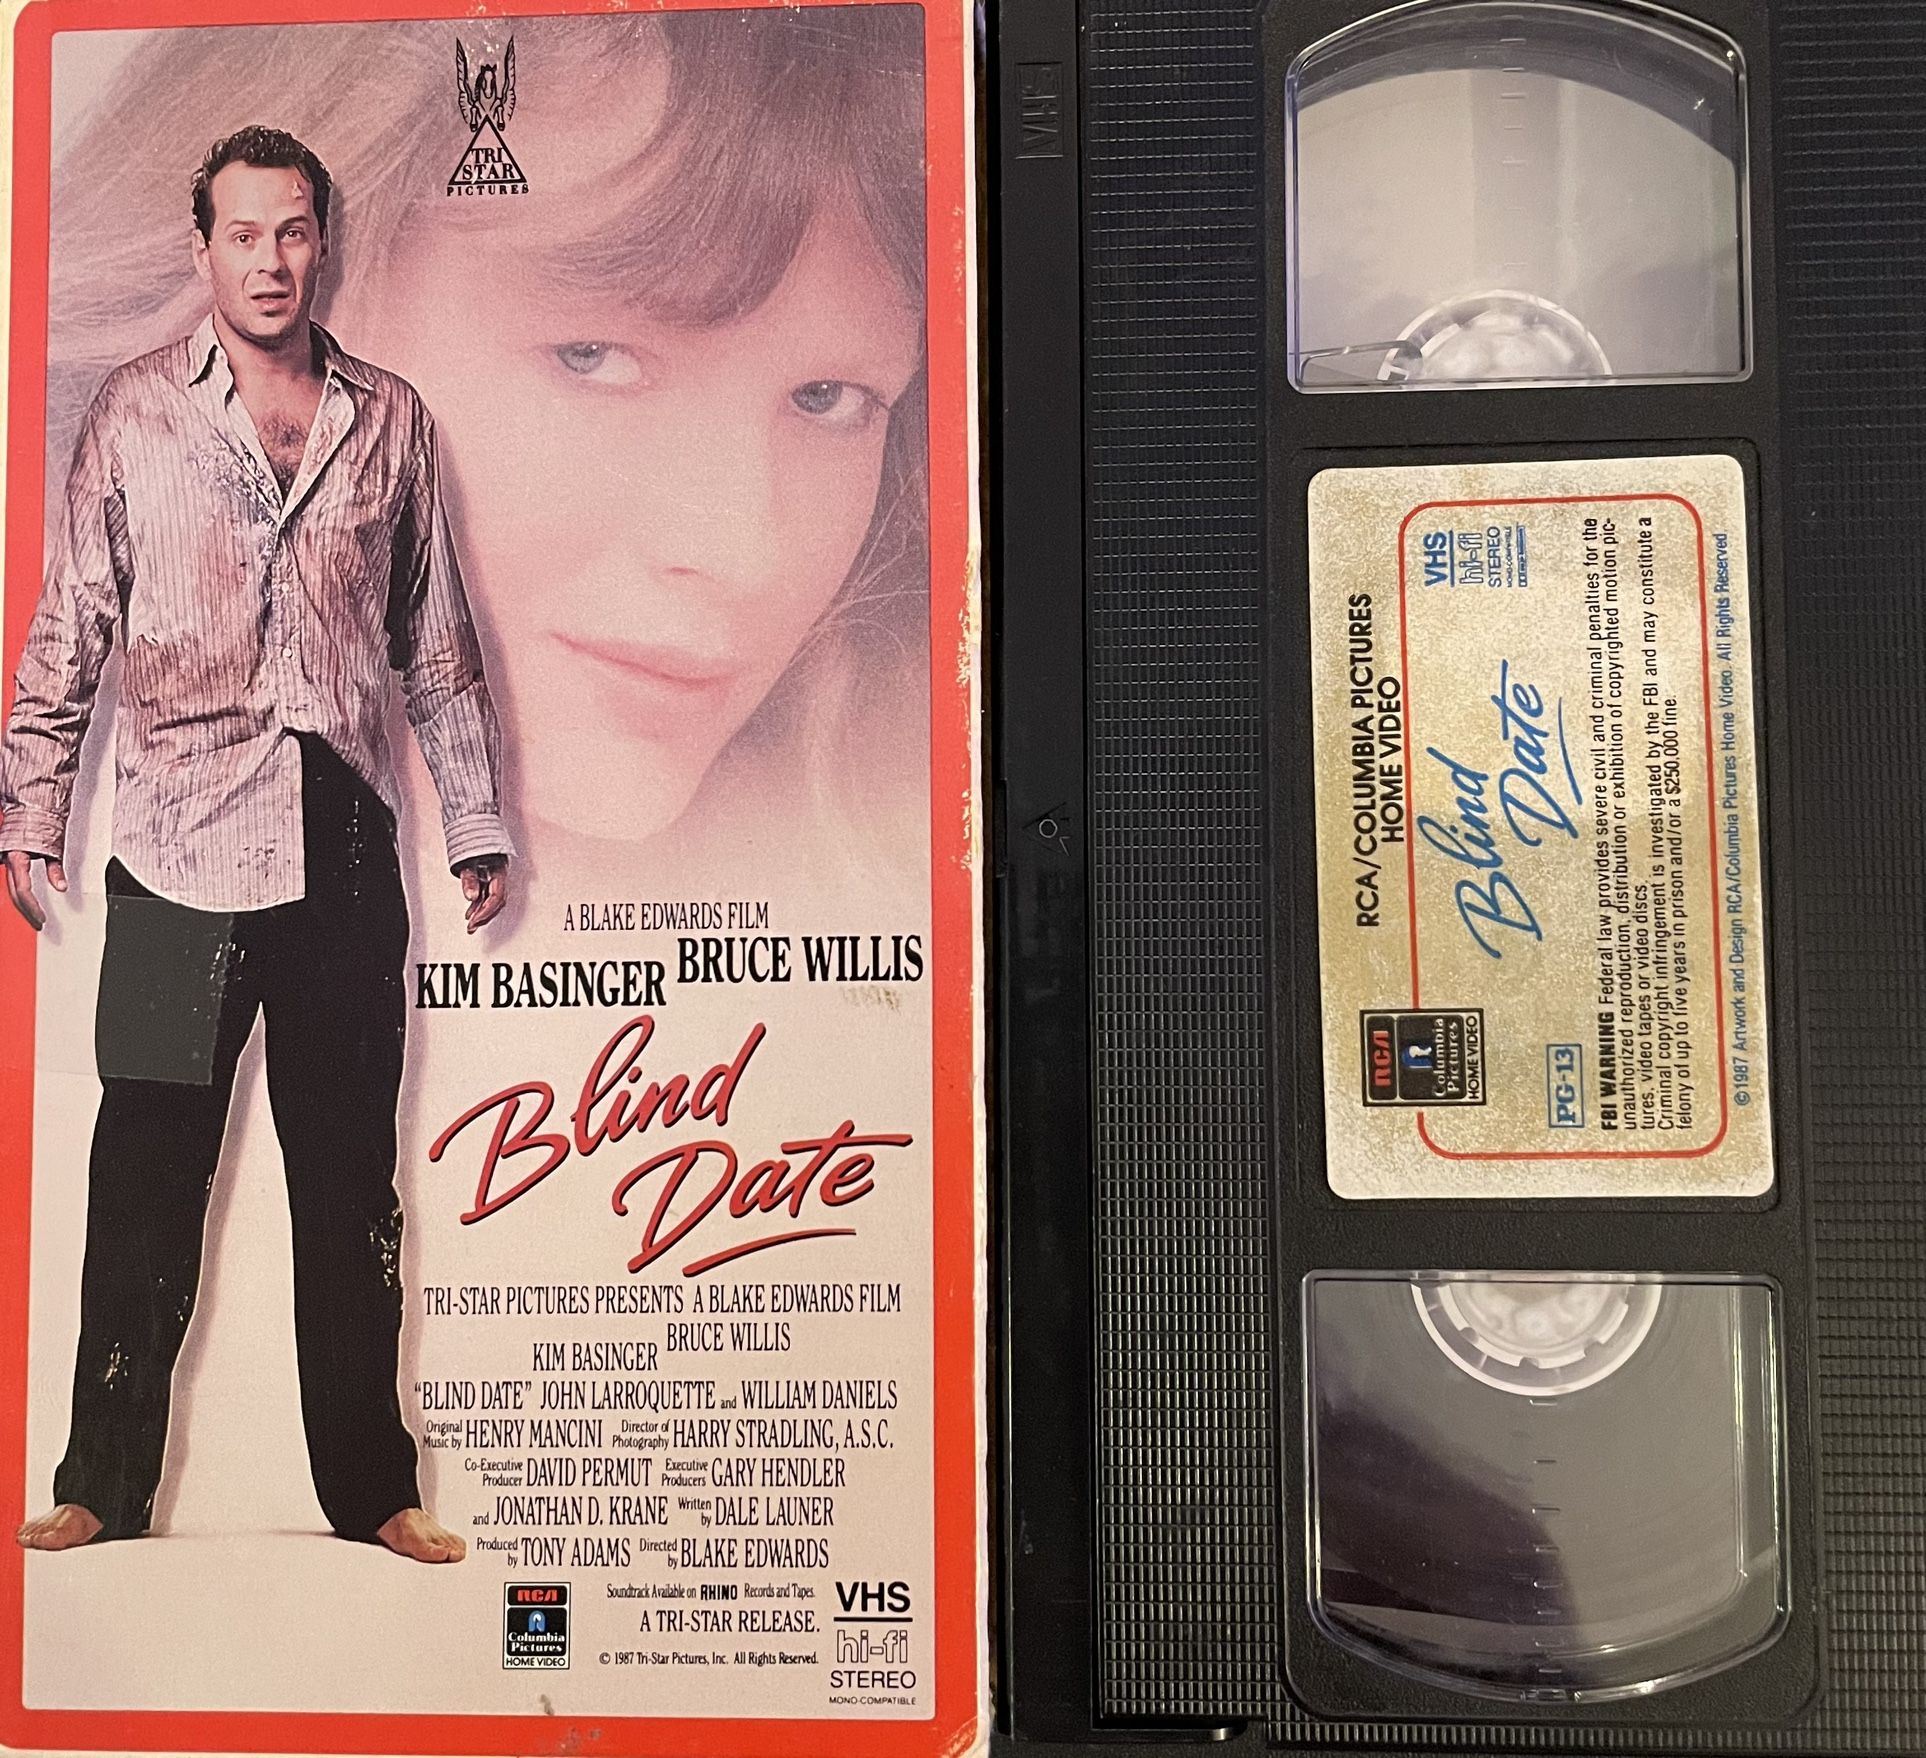 TRI
STAR
PICTURES
A BLAKE EDWARDS FILM
KIM BASINGER BRUCE WILLIS
Blind
Date
TRI-STAR PICTURES PRESENTS A BLAKE EDWARDS FILM
KIM BASINGER BRUCE WILLIS
"BLIND DATE" JOHN LARROQUETTE and WILLIAM DANIELS
Original Music by HENRY MANCINI Director of Photography HARRY STRADLING, A.S.C.
Co-Executive Producer DAVID PERMUT Executive Producers GARY HENDLER
and JONATHAN D. KRANE Written by DALE LAUNER
Produced by TONY ADAMS Directed by BLAKE EDWARDS
RCA
Columbia
Pictures
HOME VIDEO
Soundtrack Available on RHINO Records and Tapes.
A TRI-STAR RELEASE.
© 1987 Tri-Star Pictures, Inc. All Rights Reserved.
VHS
hi-fi
STEREO
MONO-COMPATIBLE
VHS
RCA/COLUMBIA PICTURES
HOME VIDEO
RCA
Columbia
Pictures
HOME VIDEO
VHS
hi-fi
STEREO
MONO-COMPATIBLE
Blind
Date
PG-13
FBI WARNING Federal law provides severe civil and criminal penalties for the
unauthorized reproduction, distribution or exhibition of copyrighted motion pic-
tures, video tapes or video discs.
Criminal copyright infringement is investigated by the FBI and may constitute a
felony of up to five years in prison and/or a $250,000 fine.
© 1987 Artwork and Design RCA/Columbia Pictures Home Video. All Rights Reserved.